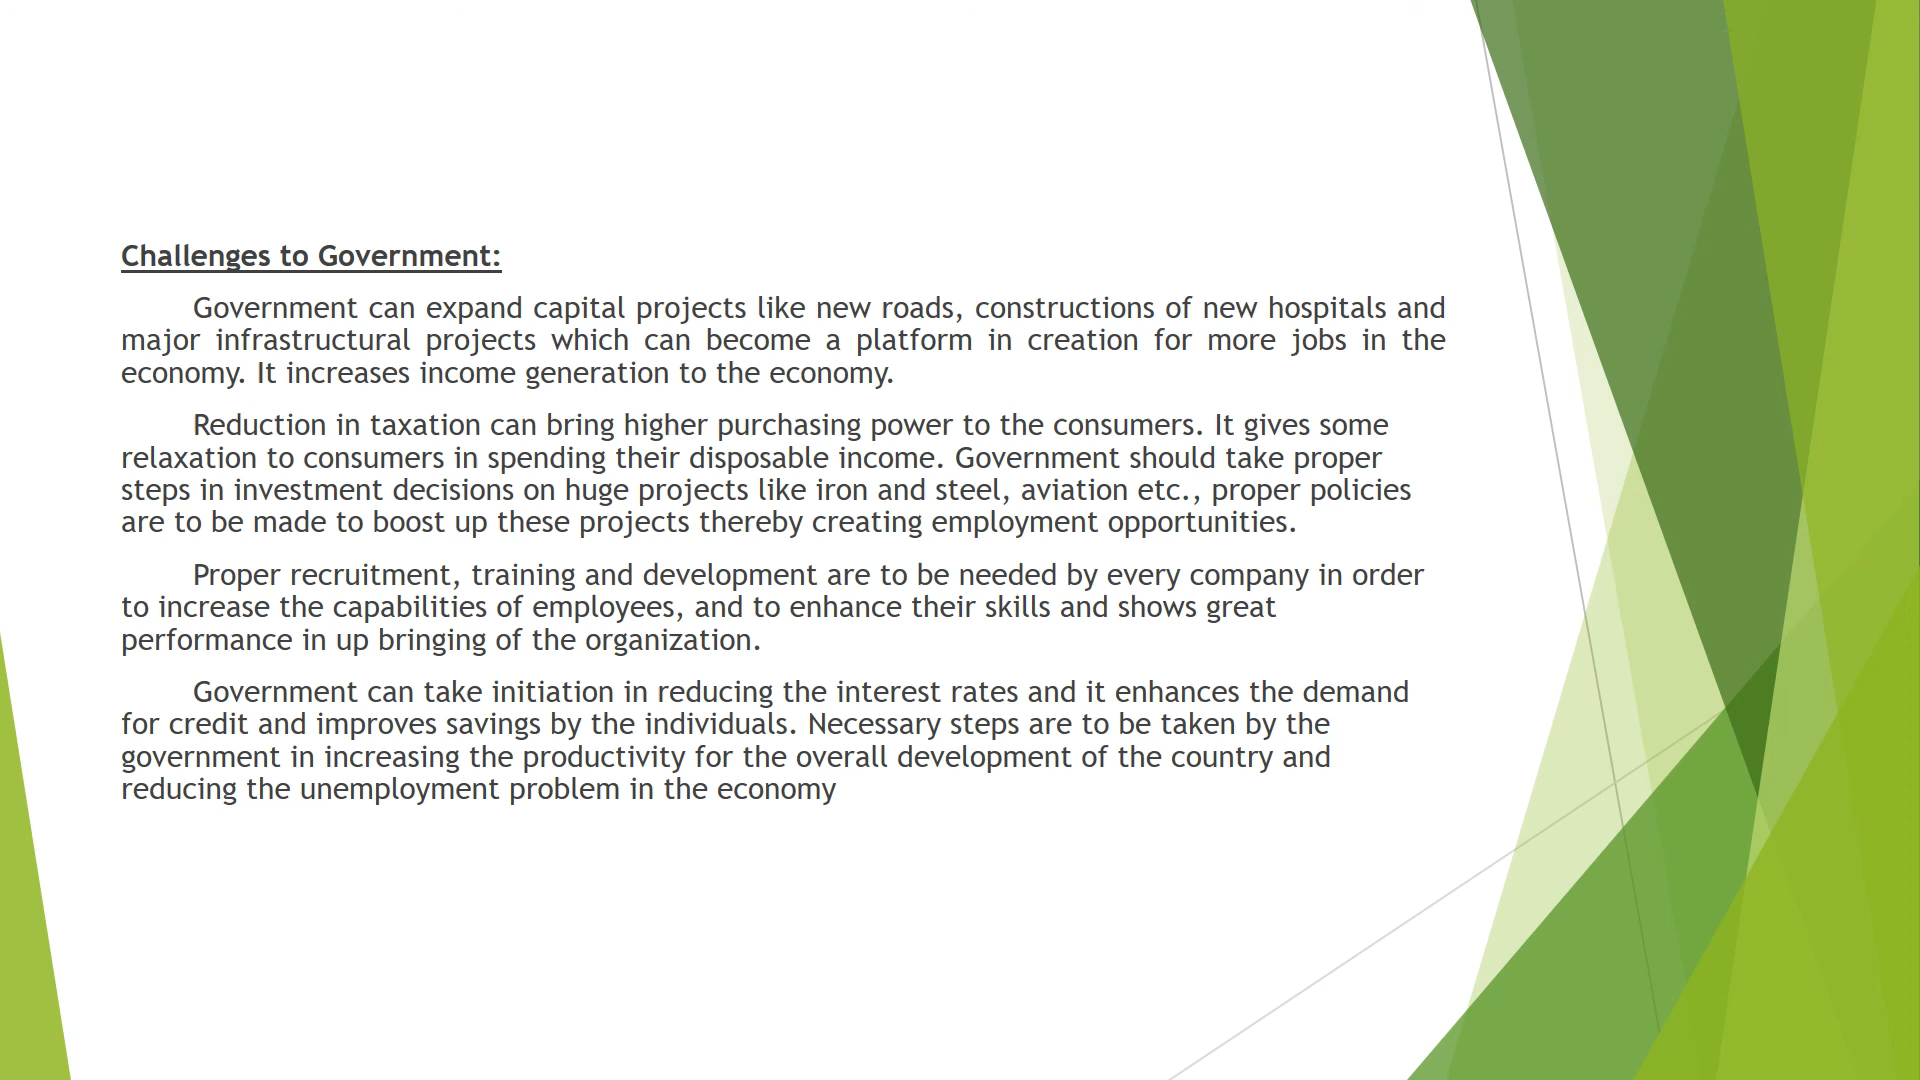 Challenges to Government:
Government can expand capital projects like new roads, constructions of new hospitals and
major infrastructural projects which can become a platform in creation for more jobs in the
economy. It increases income generation to the economy.
Reduction in taxation can bring higher purchasing power to the consumers. It gives some
relaxation to consumers in spending their disposable income. Government should take proper
steps in investment decisions on huge projects like iron and steel, aviation etc., proper policies
are to be made to boost up these projects thereby creating employment opportunities.
Proper recruitment, training and development are to be needed by every company in order
to increase the capabilities of employees, and to enhance their skills and shows great
performance in up bringing of the organization.
Government can take initiation in reducing the interest rates and it enhances the demand
for credit and improves savings by the individuals. Necessary steps are to be taken by the
government in increasing the productivity for the overall development of the country and
reducing the unemployment problem in the economy